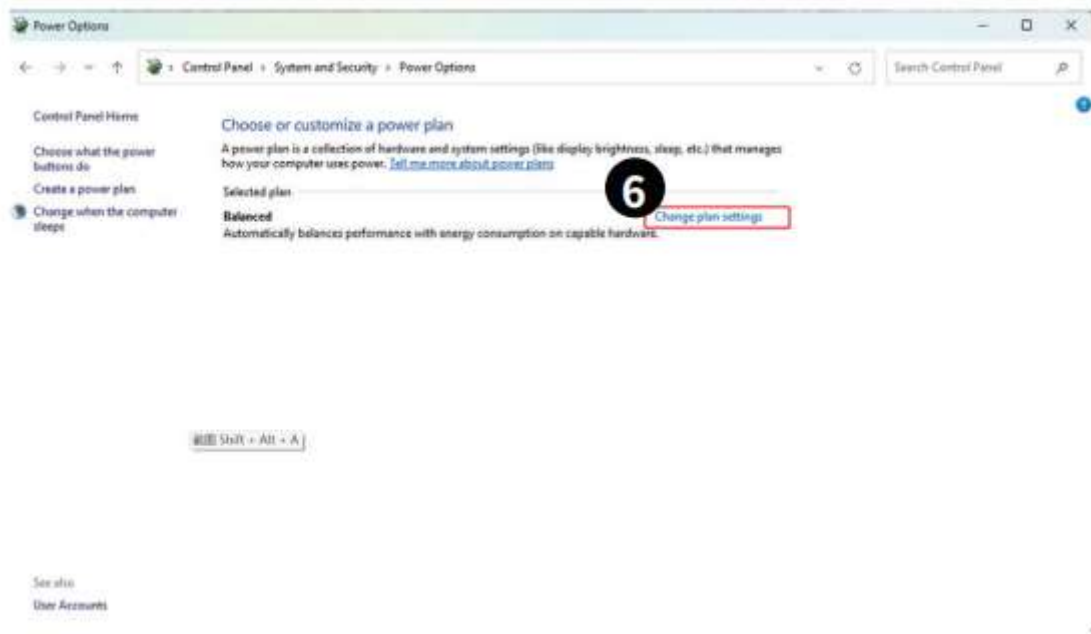 Power Options
Control Panel › System and Security › Power Options
Search Control Panel
Control Panel Home
Choose what the power
buttons do
Create a power plan
Change when the computer
sleeps
Choose or customize a power plan
A power plan is a collection of hardware and system settings (like display brightness, sleep, etc.) that manages
how your computer uses power. Tell me more about power plans
Selected plan
6
Balanced
Change plan settings
Automatically balances performance with energy consumption on capable hardware.
截图 Shift + Alt + A
See also
User Accounts